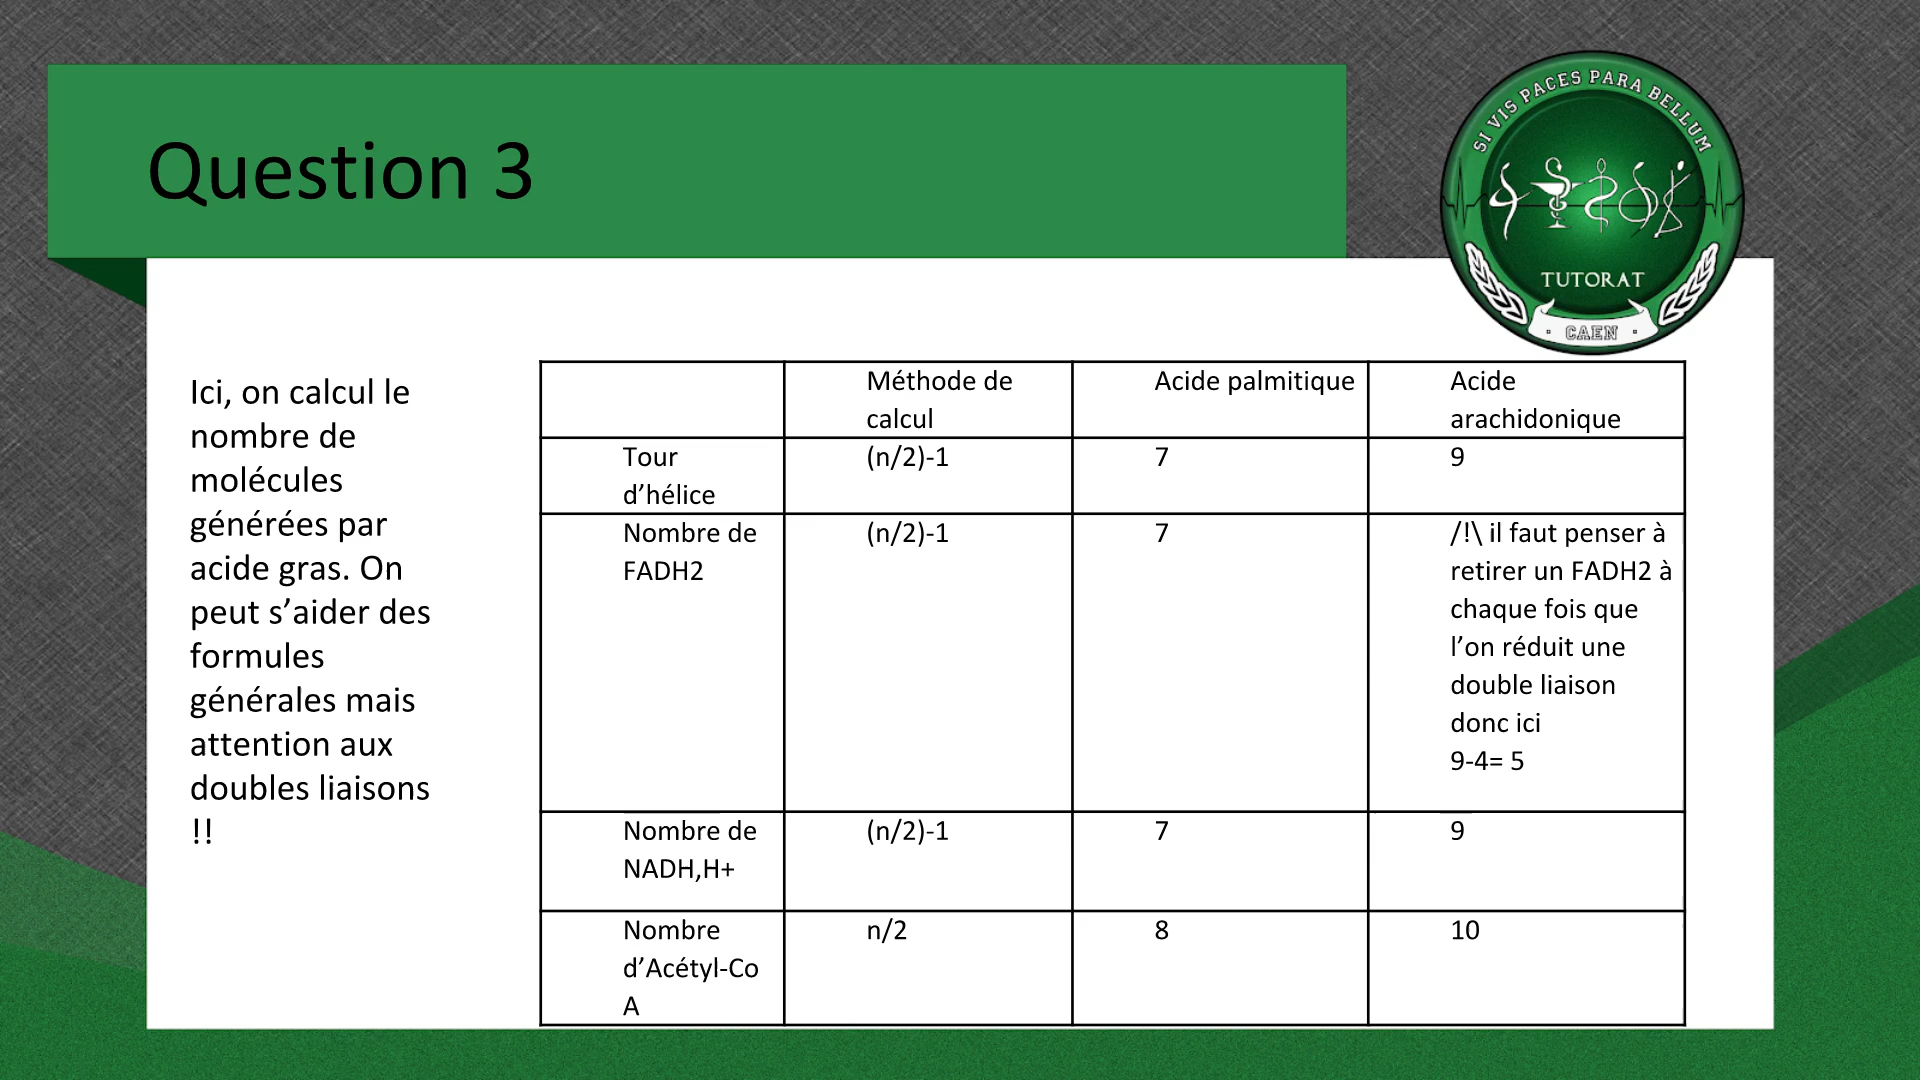 Question 3
SI VIS PACES PARA BELLUM
TUTORAT
· CAEN ·
Ici, on calcul le
nombre de
molécules
générées par
acide gras. On
peut s’aider des
formules
générales mais
attention aux
doubles liaisons
!!
Méthode de
calcul
Acide palmitique
Acide
arachidonique
Tour
d’hélice
(n/2)-1
7
9
Nombre de
FADH2
(n/2)-1
7
/!\ il faut penser à
retirer un FADH2 à
chaque fois que
l’on réduit une
double liaison
donc ici
9-4= 5
Nombre de
NADH,H+
(n/2)-1
7
9
Nombre
d’Acétyl-Co
A
n/2
8
10